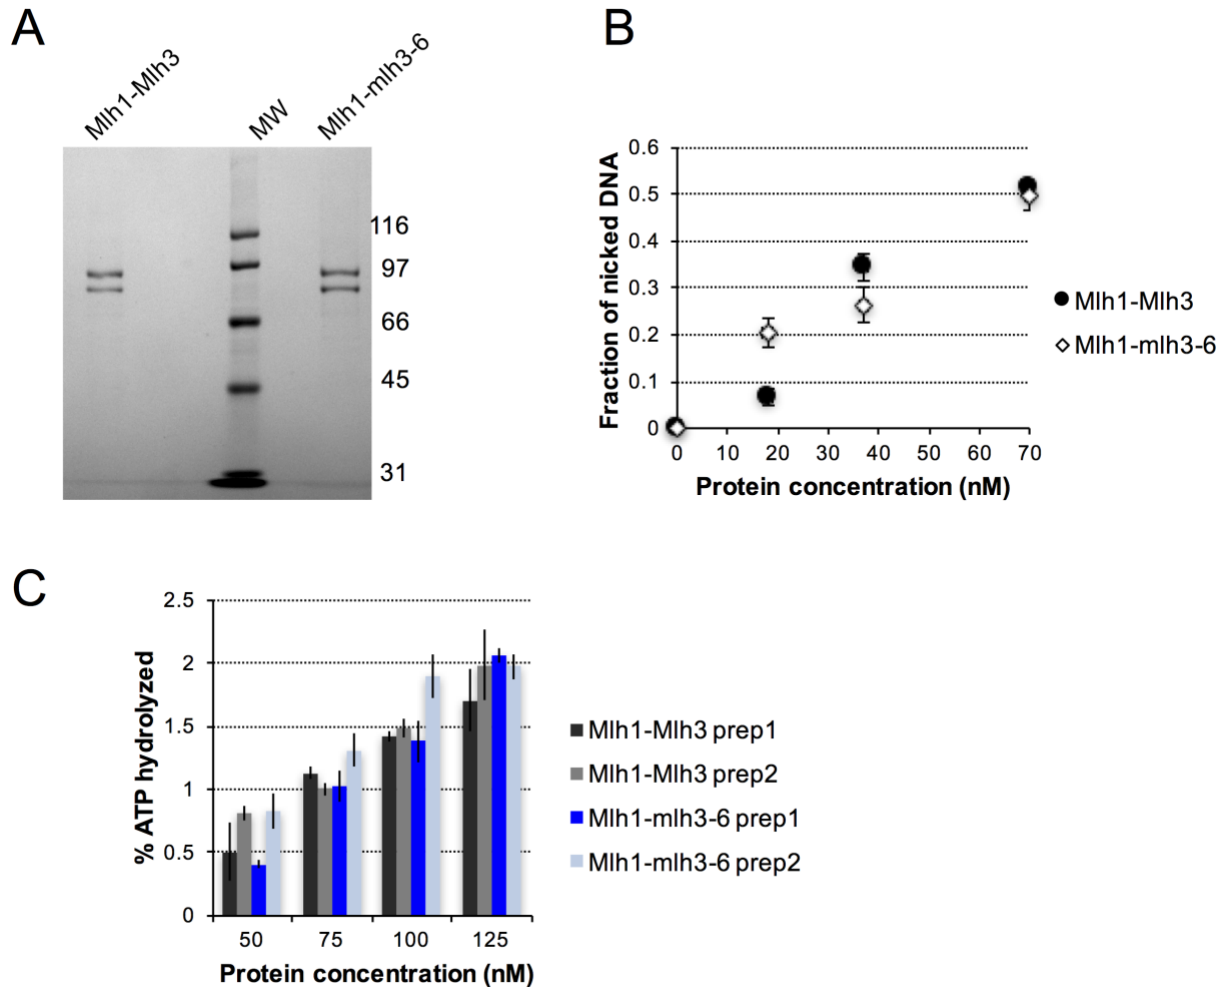 A
Mlh1-Mlh3
MW
Mlh1-mlh3-6
116
97
66
45
31
B
Fraction of nicked DNA
0.6
0.5
0.4
0.3
0.2
0.1
0
0 10 20 30 40 50 60 70
Protein concentration (nM)
Mlh1-Mlh3
Mlh1-mlh3-6
C
% ATP hydrolyzed
2.5
2
1.5
1
0.5
0
50 75 100 125
Protein concentration (nM)
Mlh1-Mlh3 prep1
Mlh1-Mlh3 prep2
Mlh1-mlh3-6 prep1
Mlh1-mlh3-6 prep2